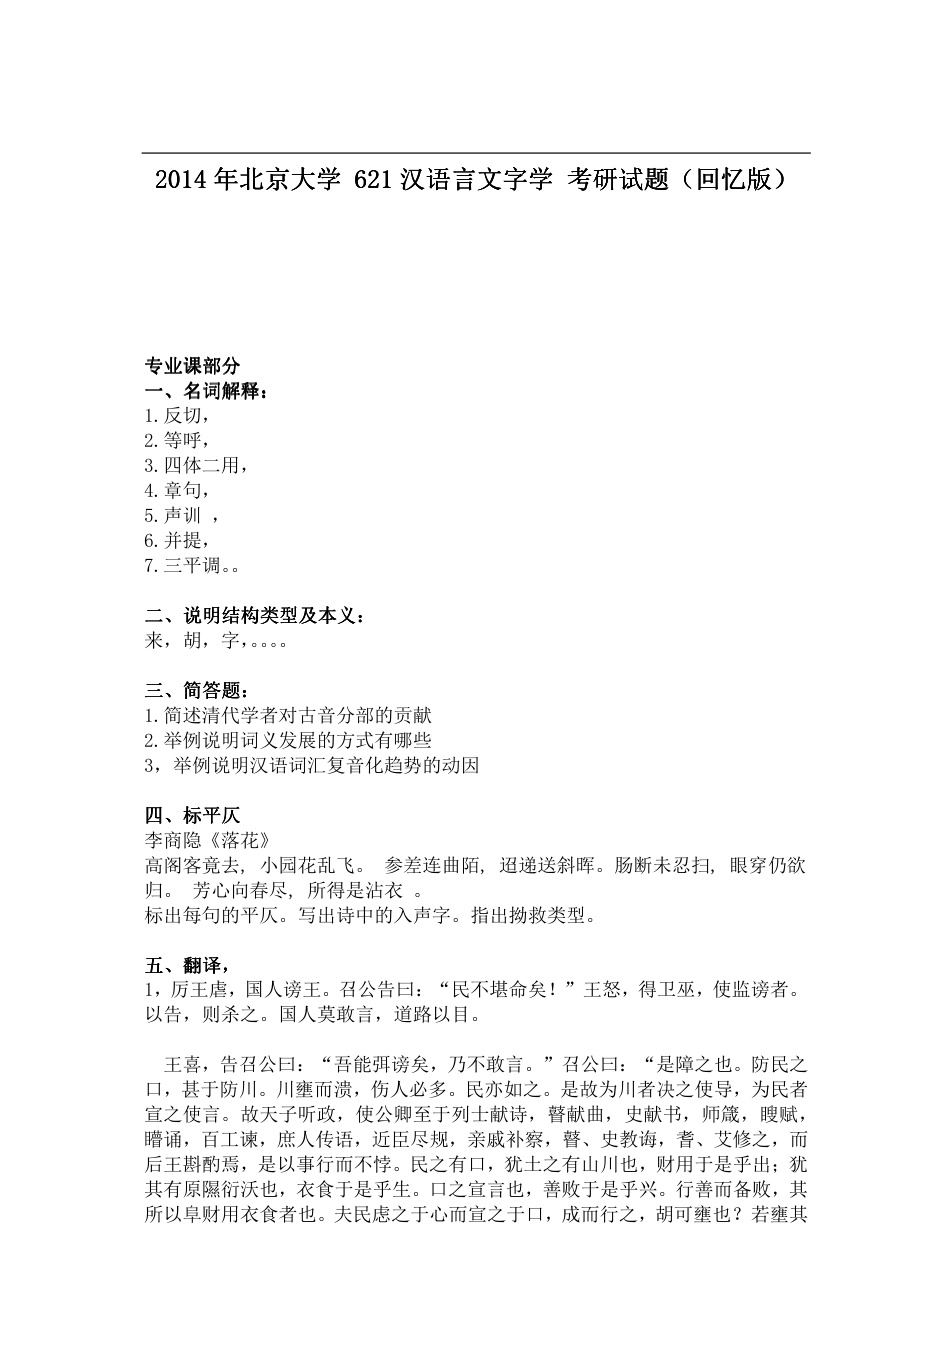 2014年北京大学 621汉语言文字学 考研试题（回忆版）
专业课部分
一、名词解释：
1.反切，
2.等呼，
3.四体二用，
4.章句，
5.声训 ，
6.并提，
7.三平调。。
二、说明结构类型及本义：
来，胡，字，。。。。
三、简答题：
1.简述清代学者对古音分部的贡献
2.举例说明词义发展的方式有哪些
3，举例说明汉语词汇复音化趋势的动因
四、标平仄
李商隐《落花》
高阁客竟去, 小园花乱飞。 参差连曲陌, 迢递送斜晖。肠断未忍扫, 眼穿仍欲
归。 芳心向春尽, 所得是沾衣 。
标出每句的平仄。写出诗中的入声字。指出拗救类型。
五、翻译，
1，厉王虐，国人谤王。召公告曰：“民不堪命矣！”王怒，得卫巫，使监谤者。
以告，则杀之。国人莫敢言，道路以目。
王喜，告召公曰：“吾能弭谤矣，乃不敢言。”召公曰：“是障之也。防民之
口，甚于防川。川壅而溃，伤人必多。民亦如之。是故为川者决之使导，为民者
宣之使言。故天子听政，使公卿至于列士献诗，瞽献曲，史献书，师箴，瞍赋，
矇诵，百工谏，庶人传语，近臣尽规，亲戚补察，瞽、史教诲，耆、艾修之，而
后王斟酌焉，是以事行而不悖。民之有口，犹土之有山川也，财用于是乎出；犹
其有原隰衍沃也，衣食于是乎生。口之宣言也，善败于是乎兴。行善而备败，其
所以阜财用衣食者也。夫民虑之于心而宣之于口，成而行之，胡可壅也？若壅其